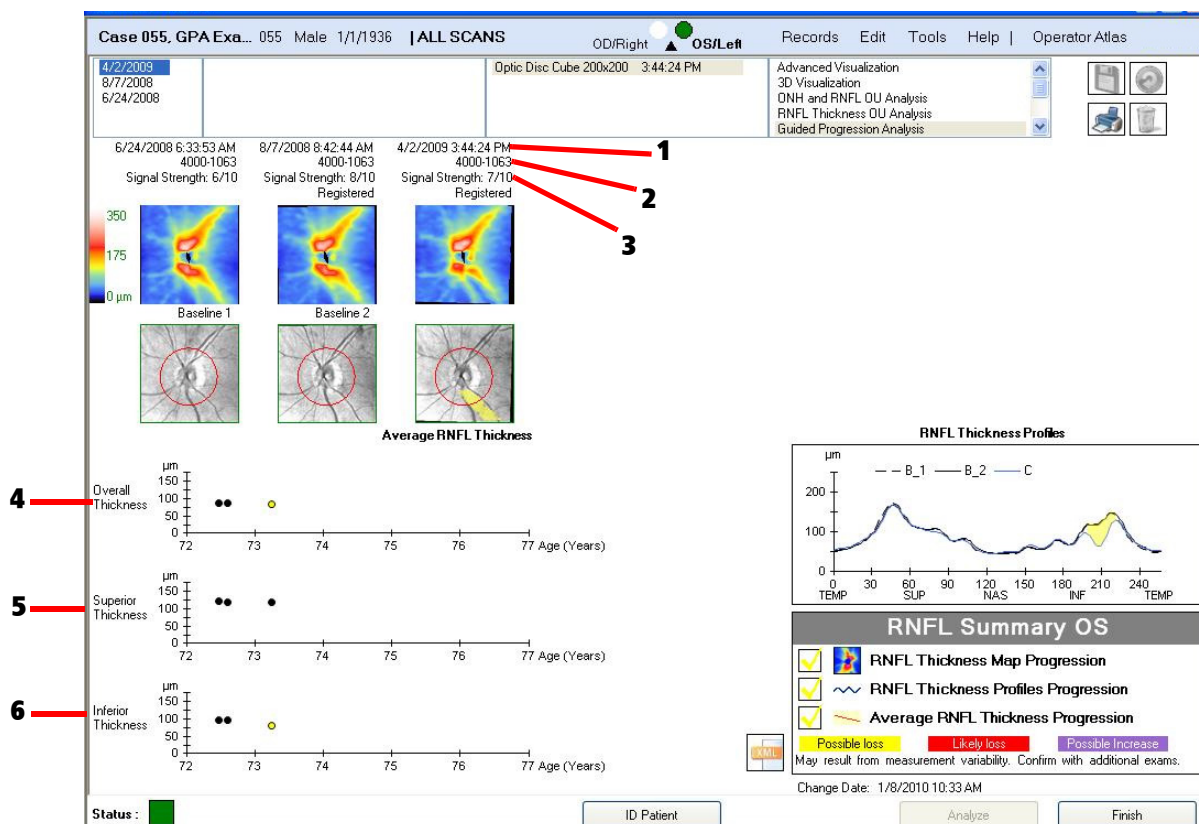 Case 055, GPA Exa... 055 Male 1/1/1936 | ALL SCANS OD/Right OS/Left Records Edit Tools Help | Operator Atlas
4/2/2009
8/7/2008
6/24/2008
Optic Disc Cube 200x200 3:44:24 PM
Advanced Visualization
3D Visualization
ONH and RNFL OU Analysis
RNFL Thickness OU Analysis
Guided Progression Analysis
6/24/2008 6:33:53 AM 8/7/2008 8:42:44 AM 4/2/2009 3:44:24 PM 1
4000-1063 4000-1063 4000-1063 2
Signal Strength: 6/10 Signal Strength: 8/10 Signal Strength: 7/10 3
Registered Registered
350
175
0 µm
Baseline 1 Baseline 2
Average RNFL Thickness
4
Overall
Thickness
µm
150
100
50
0
72 73 74 75 76 77 Age (Years)
5
Superior
Thickness
µm
150
100
50
0
72 73 74 75 76 77 Age (Years)
6
Inferior
Thickness
µm
150
100
50
0
72 73 74 75 76 77 Age (Years)
RNFL Thickness Profiles
µm
B_1 B_2 C
200
100
0
0 30 60 90 120 150 180 210 240
TEMP SUP NAS INF TEMP
RNFL Summary OS
RNFL Thickness Map Progression
RNFL Thickness Profiles Progression
Average RNFL Thickness Progression
Possible loss Likely loss Possible Increase
May result from measurement variability. Confirm with additional exams.
XML
Change Date: 1/8/2010 10:33 AM
Status : ID Patient Analyze Finish